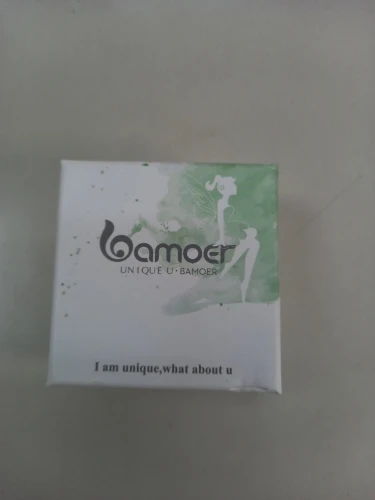 bamoer
UNIQUE U · BAMOER
I am unique,what about u